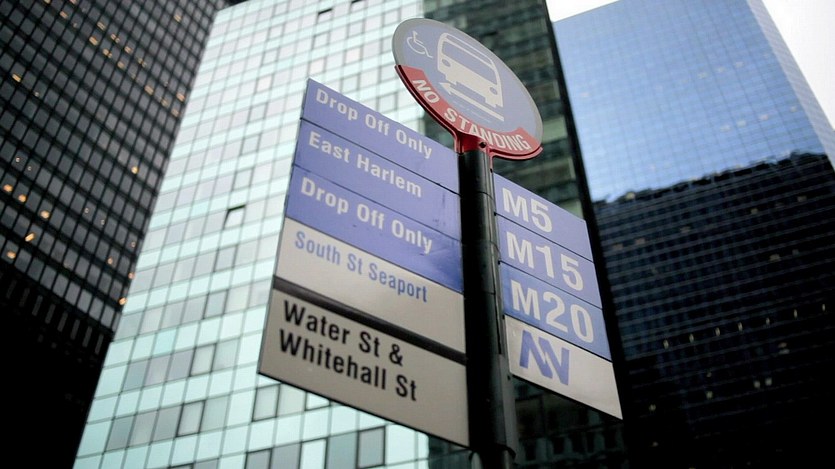 NO STANDING
Drop Off Only M5
East Harlem M15
Drop Off Only M20
South St Seaport
Water St &
Whitehall St